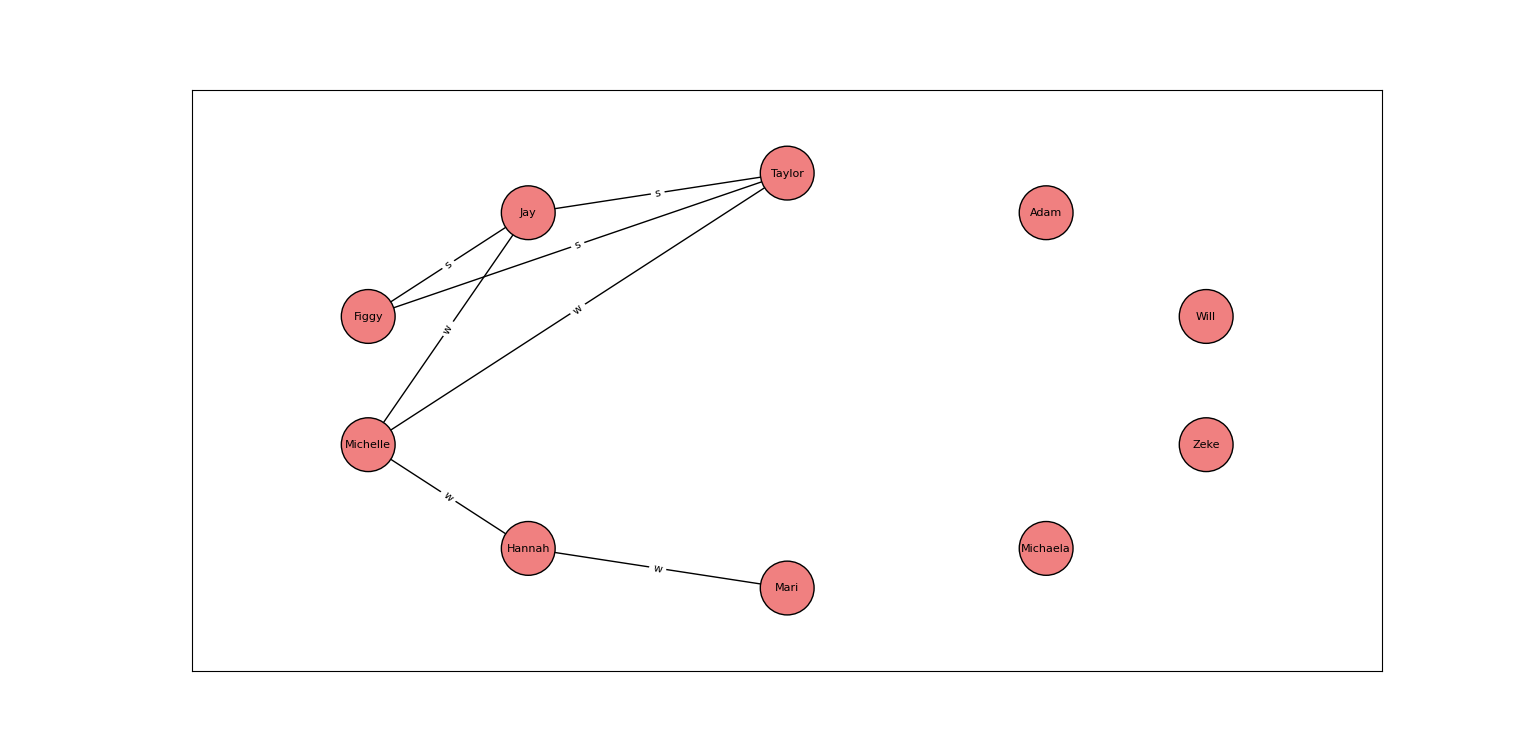 Taylor
s
Jay
Adam
s
s
w
Figgy
w
Will
Michelle
Zeke
w
Hannah
Michaela
w
Mari